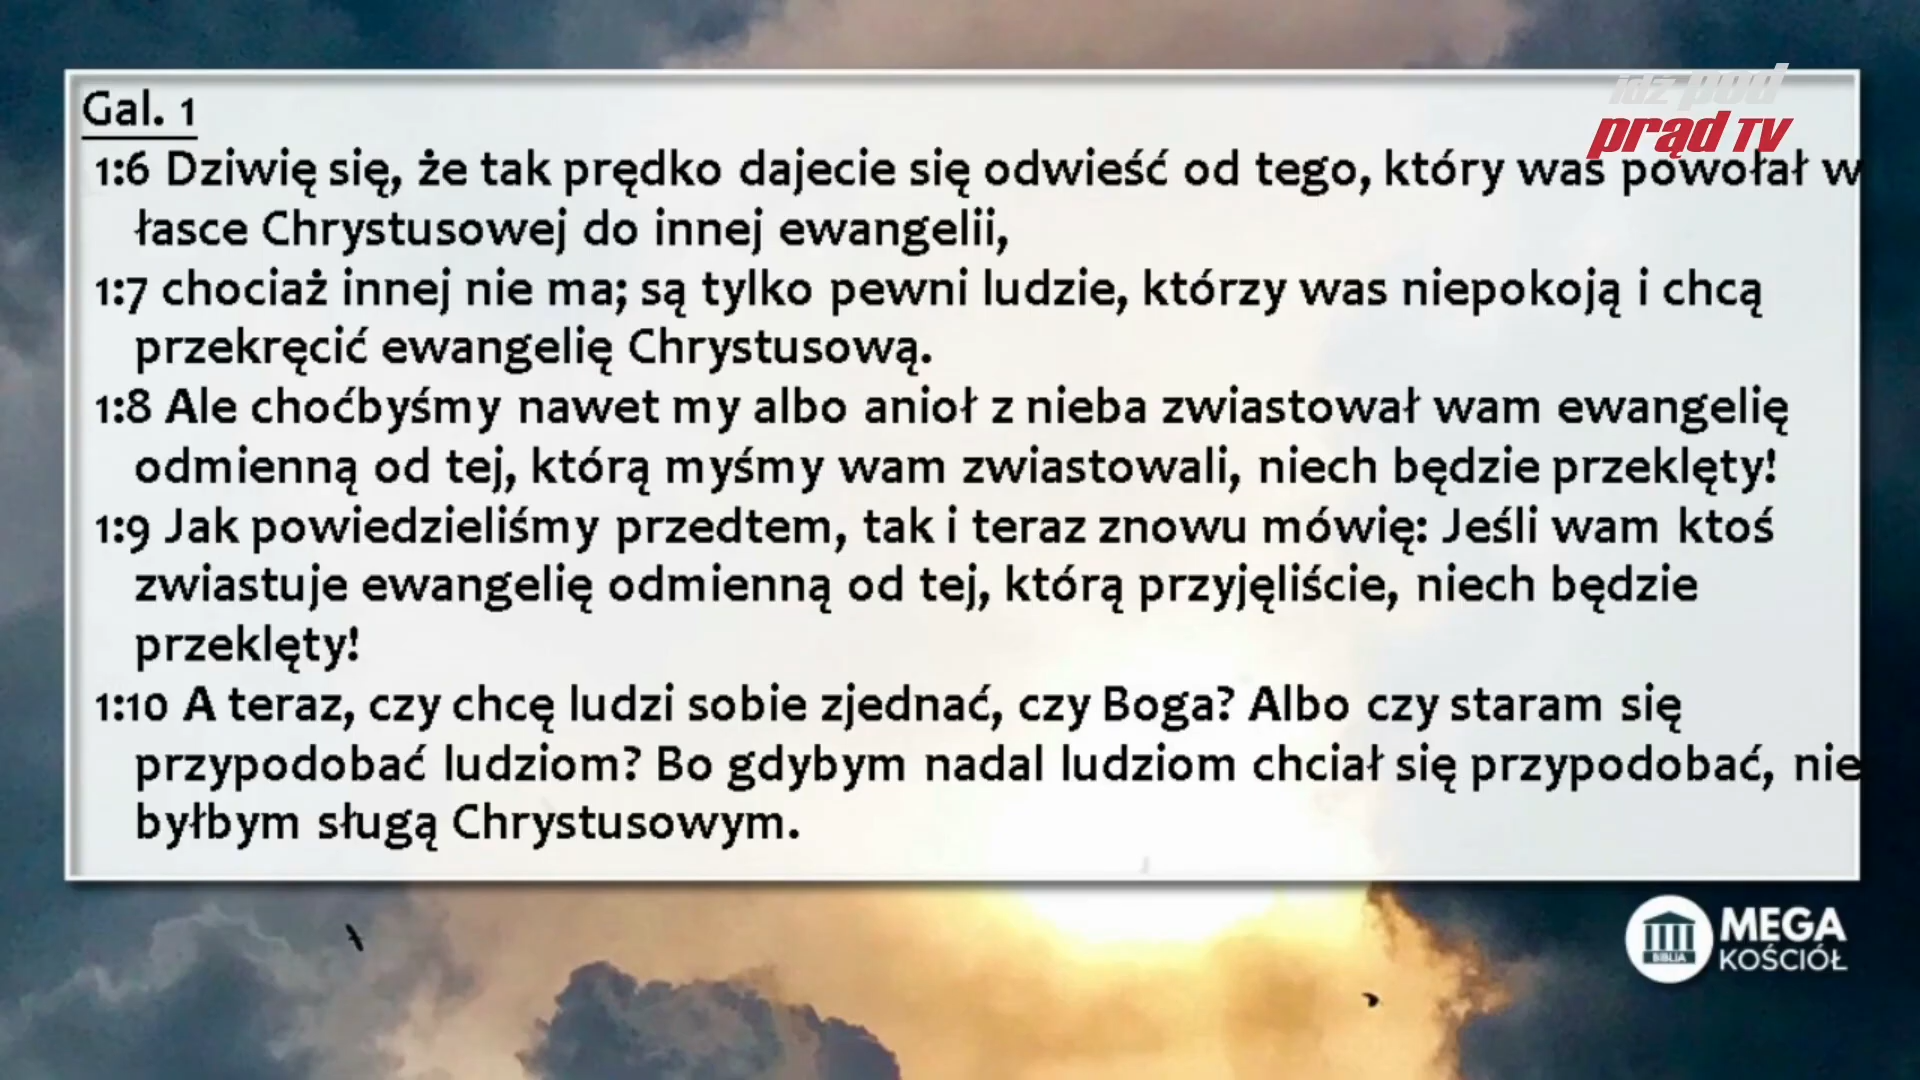 Gal. 1
1:6 Dziwię się, że tak prędko dajecie się odwieść od tego, który was powołał w
łasce Chrystusowej do innej ewangelii,
1:7 chociaż innej nie ma; są tylko pewni ludzie, którzy was niepokoją i chcą
przekręcić ewangelię Chrystusową.
1:8 Ale choćbyśmy nawet my albo anioł z nieba zwiastował wam ewangelię
odmienną od tej, którą myśmy wam zwiastowali, niech będzie przeklęty!
1:9 Jak powiedzieliśmy przedtem, tak i teraz znowu mówię: Jeśli wam ktoś
zwiastuje ewangelię odmienną od tej, którą przyjęliście, niech będzie
przeklęty!
1:10 A teraz, czy chcę ludzi sobie zjednać, czy Boga? Albo czy staram się
przypodobać ludziom? Bo gdybym nadal ludziom chciał się przypodobać, nie
byłbym sługą Chrystusowym.
idź pod
prąd TV
BIBLIA
MEGA
KOŚCIÓŁ